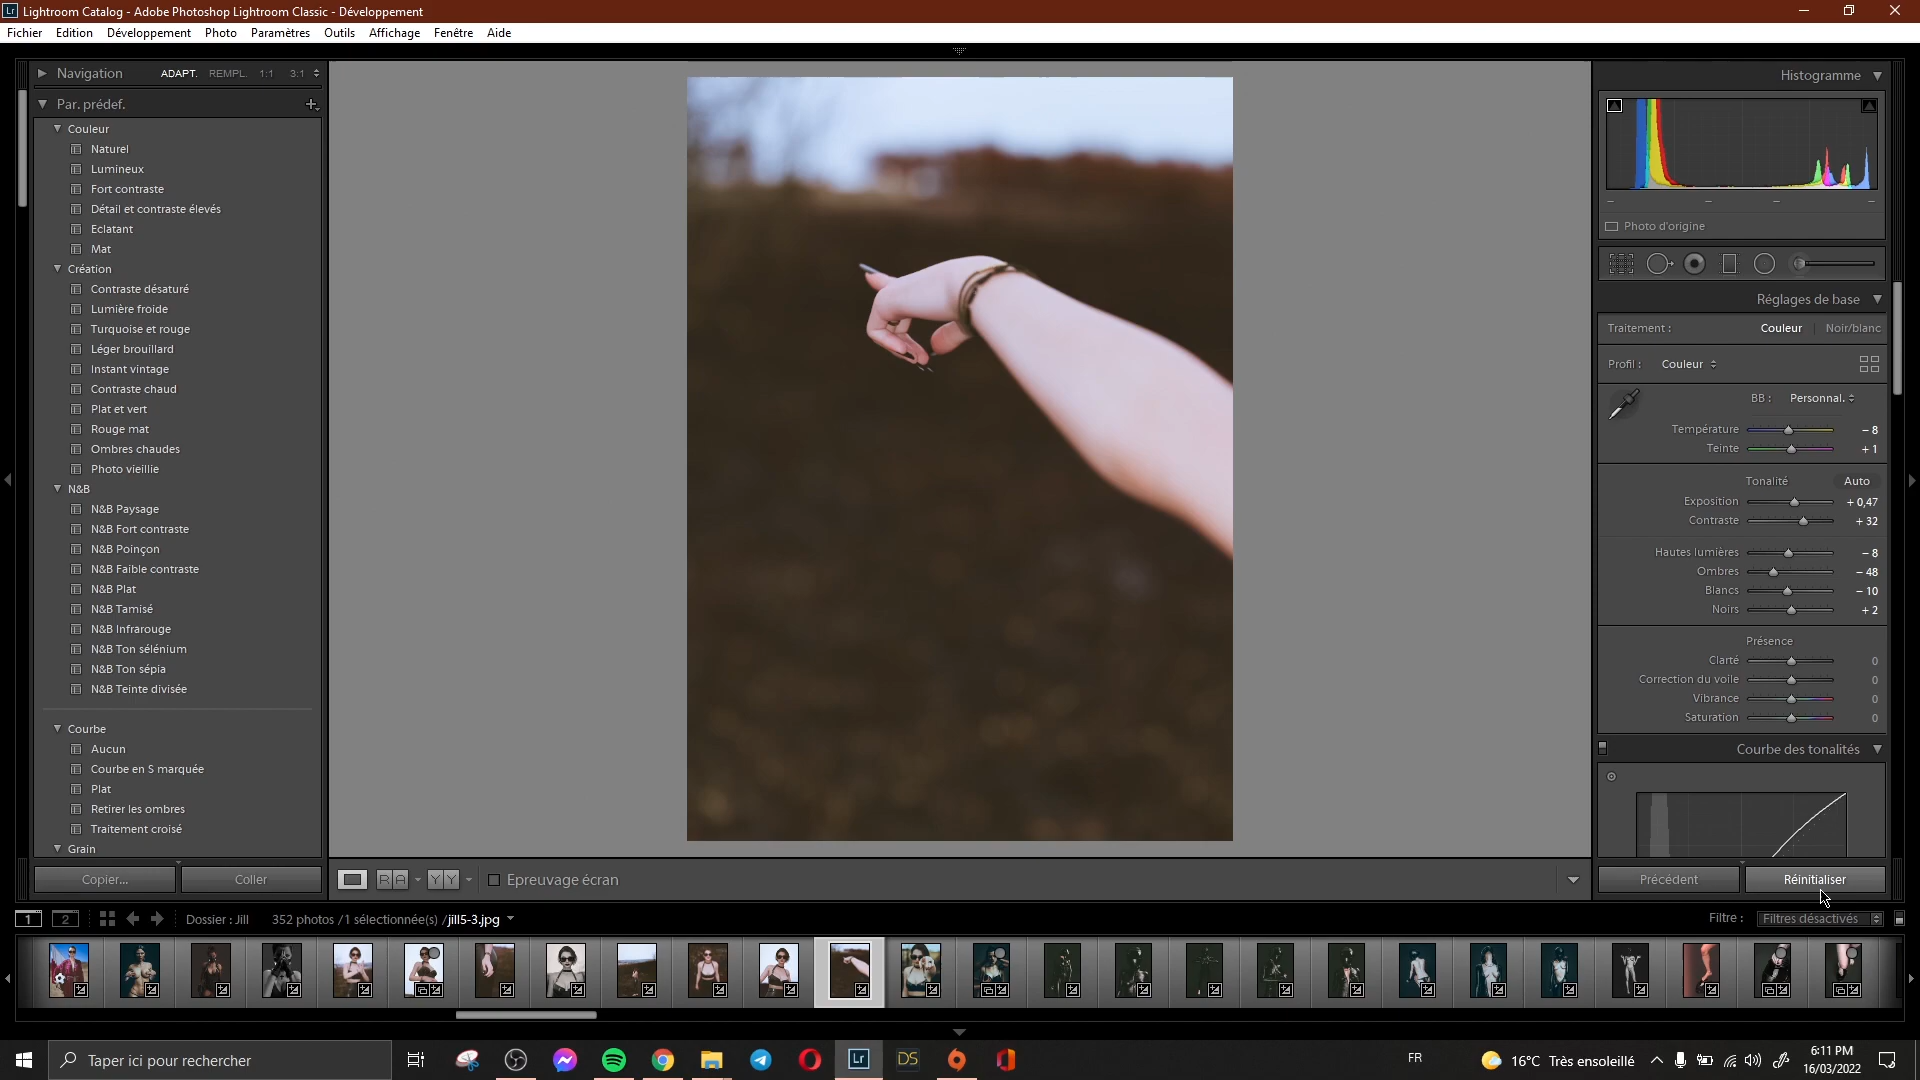 Lightroom Catalog - Adobe Photoshop Lightroom Classic - Développement
Fichier Edition Développement Photo Paramètres Outils Affichage Fenêtre Aide
Navigation ADAPT. REMPL. 1:1 3:1
Par. prédef.
Couleur
Naturel
Lumineux
Fort contraste
Détail et contraste élevés
Eclatant
Mat
Création
Contraste désaturé
Lumière froide
Turquoise et rouge
Léger brouillard
Instant vintage
Contraste chaud
Plat et vert
Rouge mat
Ombres chaudes
Photo vieillie
N&B
N&B Paysage
N&B Fort contraste
N&B Poinçon
N&B Faible contraste
N&B Plat
N&B Tamisé
N&B Infrarouge
N&B Ton sélénium
N&B Ton sépia
N&B Teinte divisée
Courbe
Aucun
Courbe en S marquée
Plat
Retirer les ombres
Traitement croisé
Grain
Copier... Coller
Epreuvage écran
Histogramme
Photo d'origine
Réglages de base
Traitement : Couleur Noir/blanc
Profil : Couleur
BB : Personnal.
Température - 8
Teinte + 1
Tonalité Auto
Exposition + 0,47
Contraste + 32
Hautes lumières - 8
Ombres - 48
Blancs - 10
Noirs + 2
Présence
Clarté 0
Correction du voile 0
Vibrance 0
Saturation 0
Courbe des tonalités
Précédent Réinitialiser
1 2 Dossier : Jill 352 photos /1 sélectionnée(s) /jill5-3.jpg Filtre : Filtres désactivés
Taper ici pour rechercher
Lr DS
FR 16°C Très ensoleillé
6:11 PM
16/03/2022